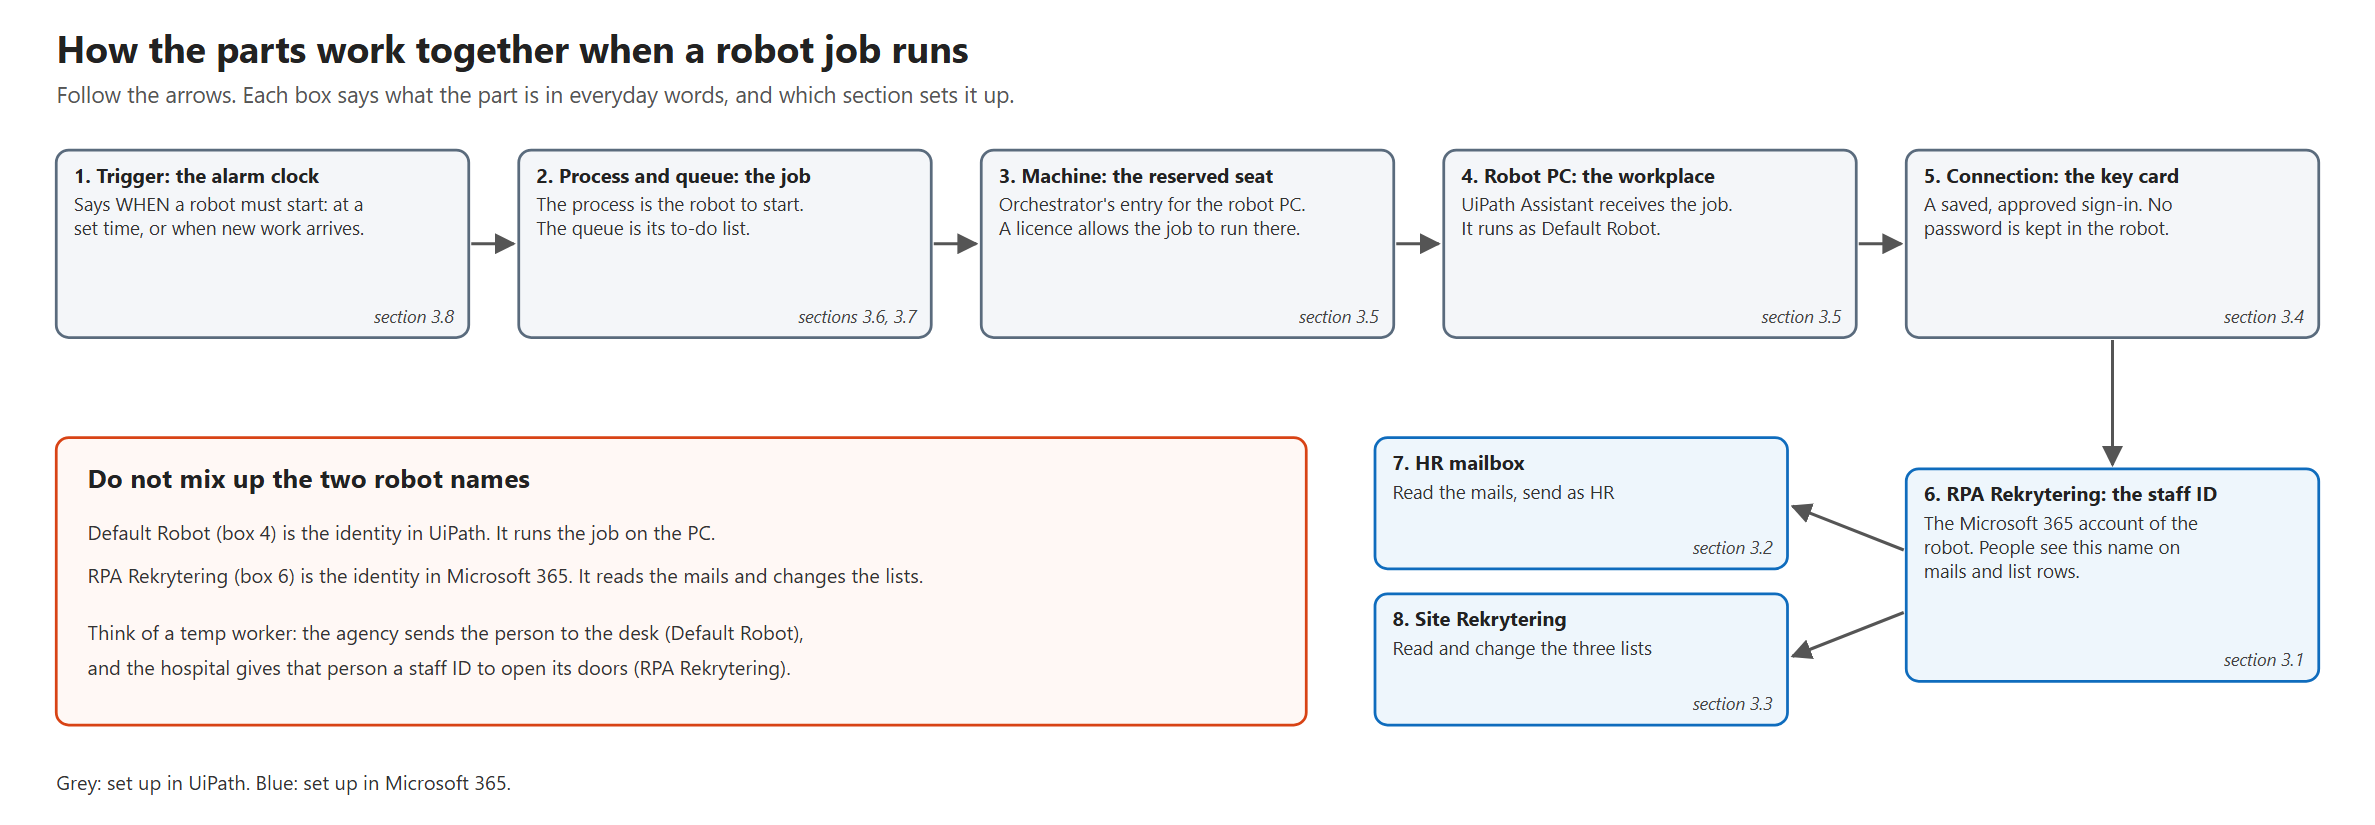 How the parts work together when a robot job runs
Follow the arrows. Each box says what the part is in everyday words, and which section sets it up.
1. Trigger: the alarm clock
Says WHEN a robot must start: at a
set time, or when new work arrives.
section 3.8
2. Process and queue: the job
The process is the robot to start.
The queue is its to-do list.
sections 3.6, 3.7
3. Machine: the reserved seat
Orchestrator's entry for the robot PC.
A licence allows the job to run there.
section 3.5
4. Robot PC: the workplace
UiPath Assistant receives the job.
It runs as Default Robot.
section 3.5
5. Connection: the key card
A saved, approved sign-in. No
password is kept in the robot.
section 3.4
Do not mix up the two robot names
Default Robot (box 4) is the identity in UiPath. It runs the job on the PC.
RPA Rekrytering (box 6) is the identity in Microsoft 365. It reads the mails and changes the lists.
Think of a temp worker: the agency sends the person to the desk (Default Robot),
and the hospital gives that person a staff ID to open its doors (RPA Rekrytering).
7. HR mailbox
Read the mails, send as HR
section 3.2
8. Site Rekrytering
Read and change the three lists
section 3.3
6. RPA Rekrytering: the staff ID
The Microsoft 365 account of the
robot. People see this name on
mails and list rows.
section 3.1
Grey: set up in UiPath. Blue: set up in Microsoft 365.